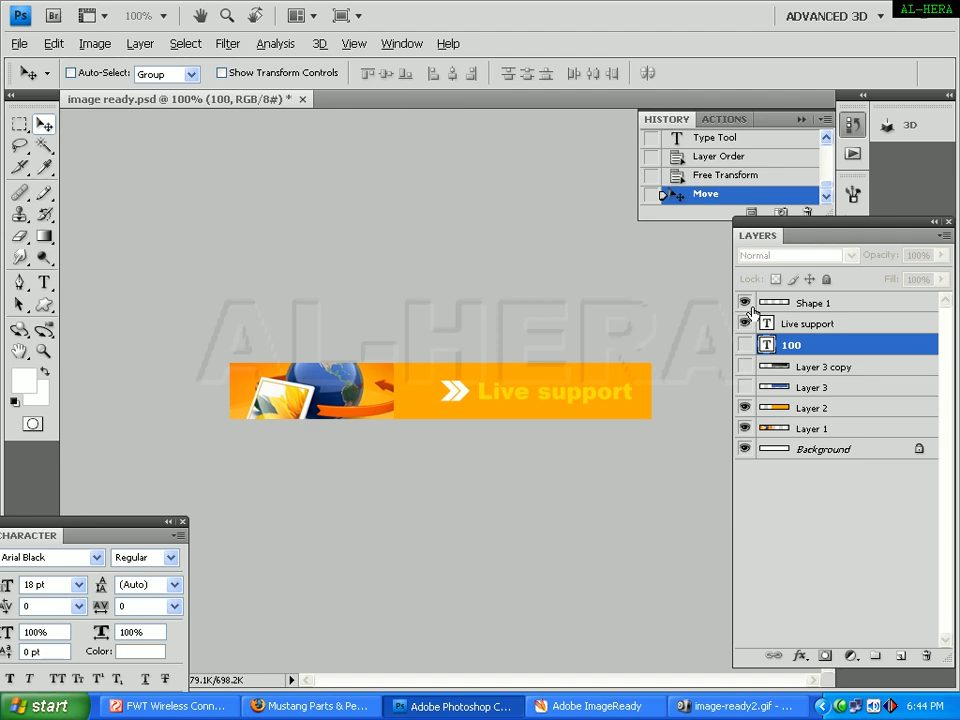 AL-HERA
Ps Br 100% ADVANCED 3D
File Edit Image Layer Select Filter Analysis 3D View Window Help
Auto-Select: Group Show Transform Controls
image ready.psd @ 100% (100, RGB/8#) *
HISTORY ACTIONS
Type Tool
Layer Order
Free Transform
Move
3D
LAYERS
Normal Opacity: 100%
Lock: Fill: 100%
Shape 1
T Live support
T 100
Layer 3 copy
Layer 3
Layer 2
Layer 1
Background
AL-HERA
Live support
CHARACTER
Arial Black Regular
18 pt (Auto)
0 0
100% 100%
0 pt Color:
79.1K/698.2K
start FWT Wireless Conn... Mustang Parts & Pe... Adobe Photoshop C... Adobe ImageReady image-ready2.gif - ... 6:44 PM